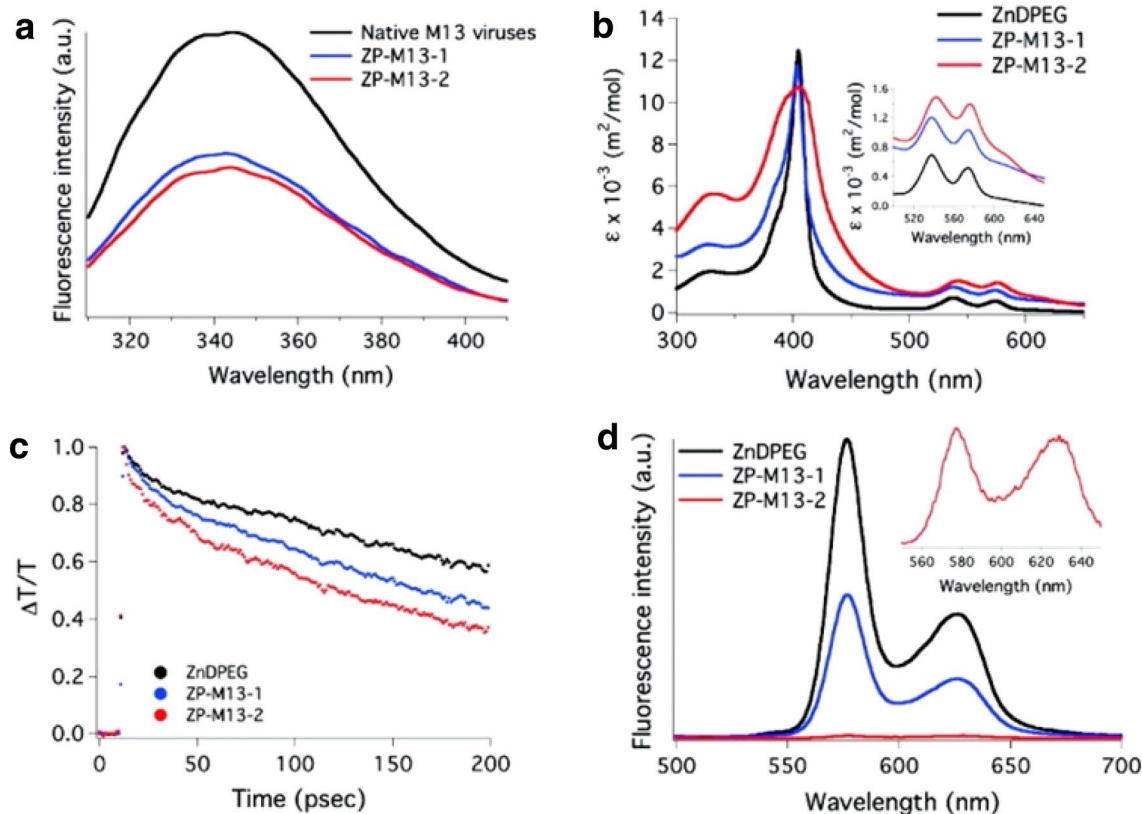 a
Native M13 viruses
ZP-M13-1
ZP-M13-2
Fluorescence intensity (a.u.)
320 340 360 380 400
Wavelength (nm)
b
ZnDPEG
ZP-M13-1
ZP-M13-2
ε x 10⁻³ (m²/mol)
14
12
10
8
6
4
2
0
300 400 500 600
Wavelength (nm)
ε x 10⁻³ (m²/mol)
1.6
1.2
0.8
0.4
0.0
500 560 600 640
Wavelength (nm)
c
ΔT/T
1.0
0.8
0.6
0.4
0.2
0.0
ZnDPEG
ZP-M13-1
ZP-M13-2
0 50 100 150 200
Time (psec)
d
ZnDPEG
ZP-M13-1
ZP-M13-2
Fluorescence intensity (a.u.)
500 550 600 650 700
Wavelength (nm)
560 580 600 620 640
Wavelength (nm)